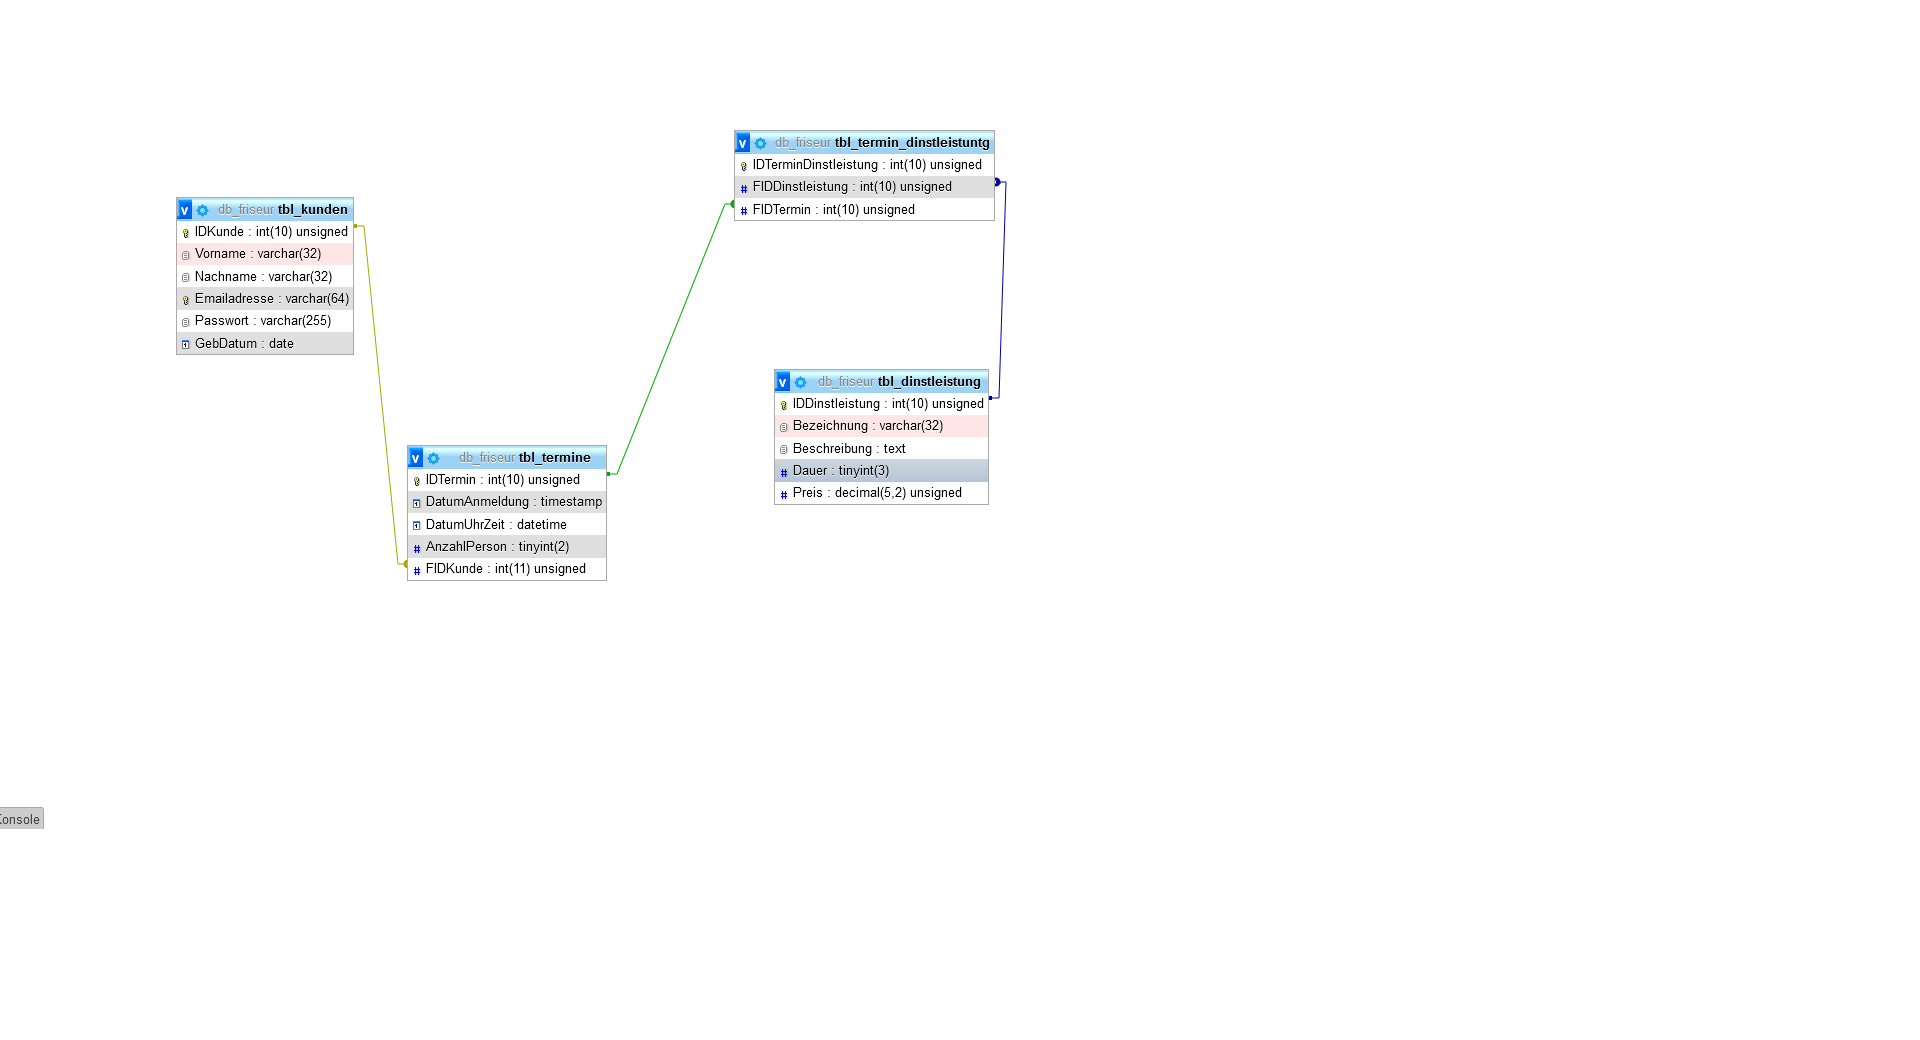 v db_friseur tbl_termin_dinstleistuntg
IDTerminDinstleistung : int(10) unsigned
# FIDDinstleistung : int(10) unsigned
# FIDTermin : int(10) unsigned
v db_friseur tbl_kunden
IDKunde : int(10) unsigned
Vorname : varchar(32)
Nachname : varchar(32)
Emailadresse : varchar(64)
Passwort : varchar(255)
GebDatum : date
v db_friseur tbl_dinstleistung
IDDinstleistung : int(10) unsigned
Bezeichnung : varchar(32)
Beschreibung : text
# Dauer : tinyint(3)
# Preis : decimal(5,2) unsigned
v db_friseur tbl_termine
IDTermin : int(10) unsigned
DatumAnmeldung : timestamp
DatumUhrZeit : datetime
# AnzahlPerson : tinyint(2)
# FIDKunde : int(11) unsigned
Konsole